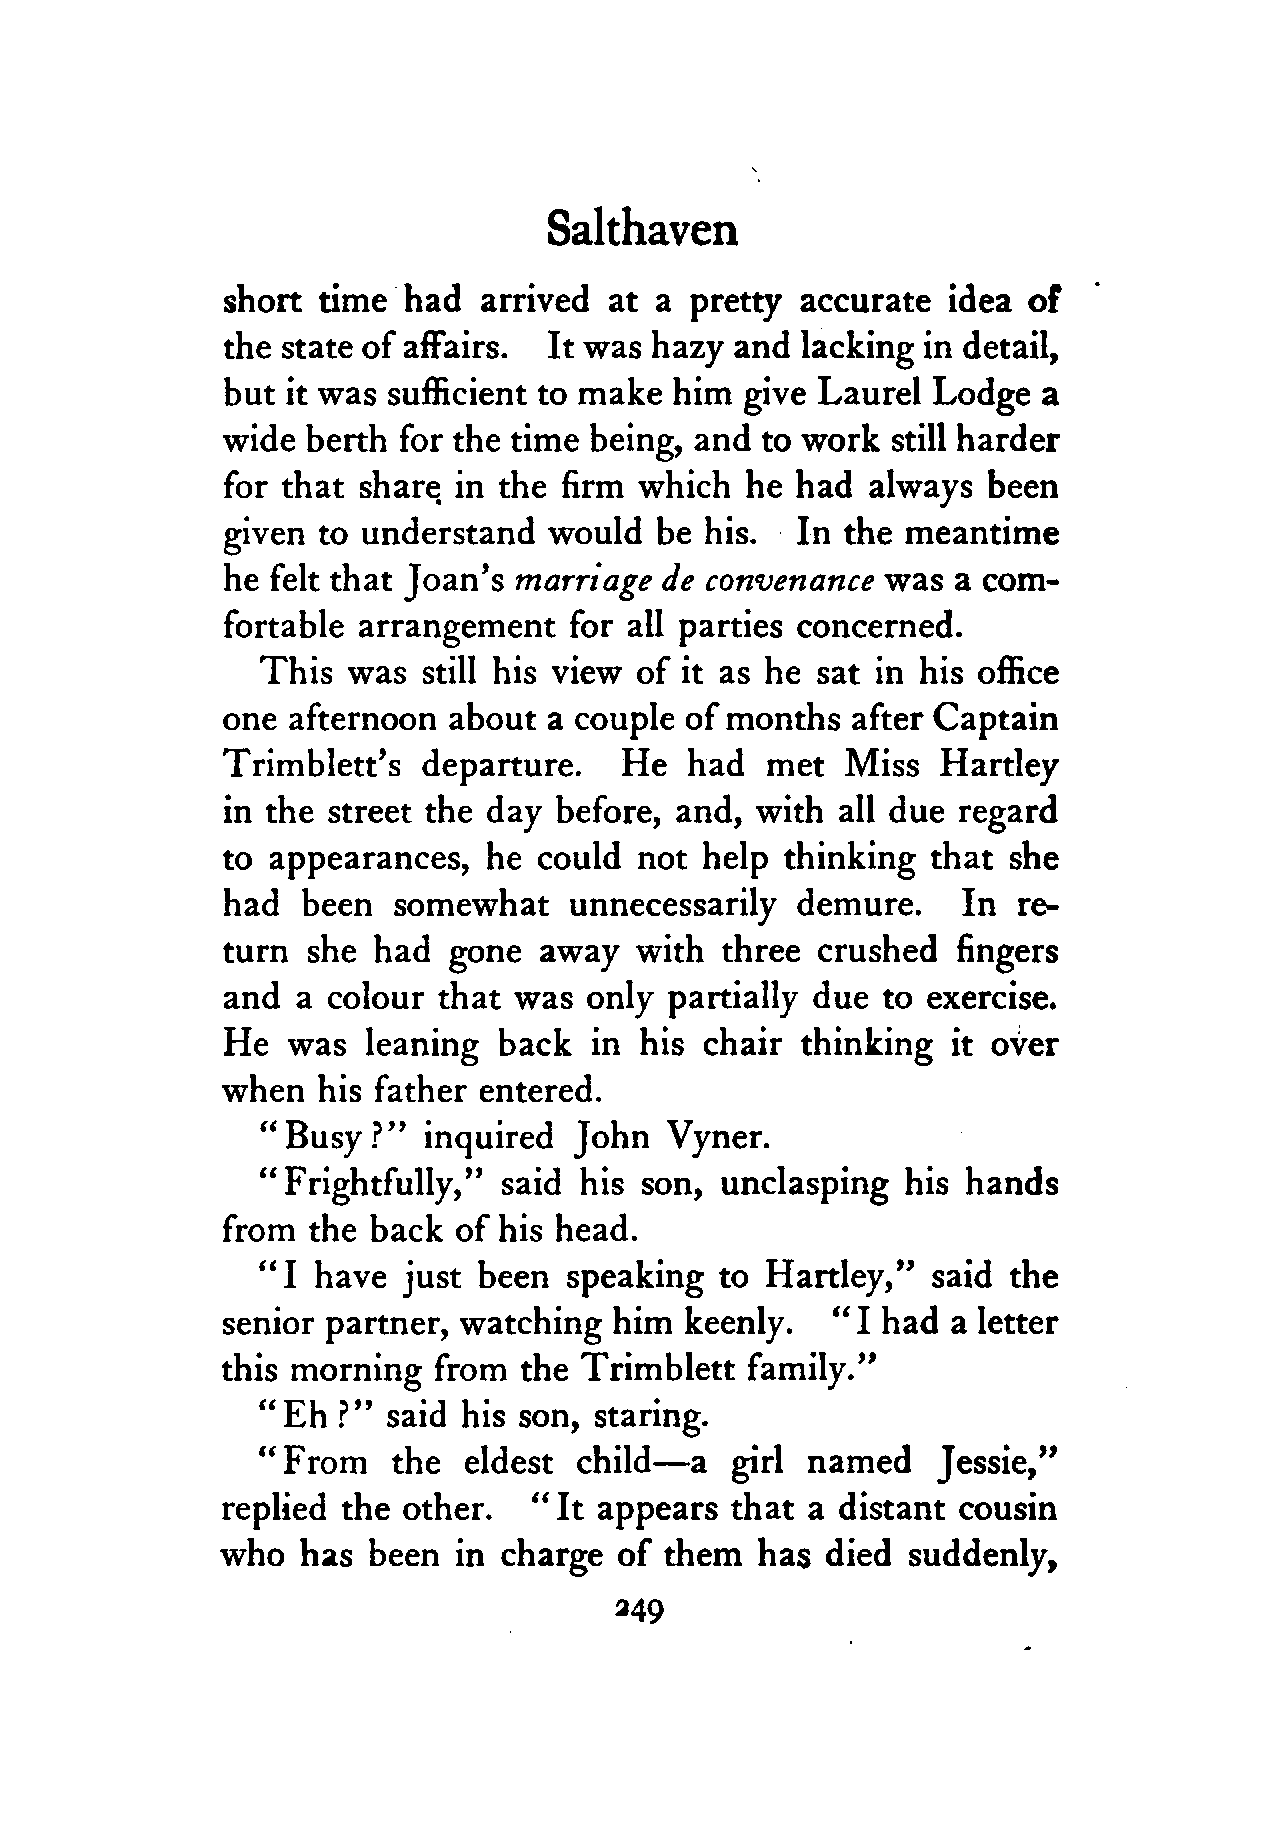 Salthaven
short time had arrived at a pretty accurate idea of
the state of affairs. It was hazy and lacking in detail,
but it was sufficient to make him give Laurel Lodge a
wide berth for the time being, and to work still harder
for that share in the firm which he had always been
given to understand would be his. In the meantime
he felt that Joan's marriage de convenance was a com-
fortable arrangement for all parties concerned.
This was still his view of it as he sat in his office
one afternoon about a couple of months after Captain
Trimblett's departure. He had met Miss Hartley
in the street the day before, and, with all due regard
to appearances, he could not help thinking that she
had been somewhat unnecessarily demure. In re-
turn she had gone away with three crushed fingers
and a colour that was only partially due to exercise.
He was leaning back in his chair thinking it over
when his father entered.
"Busy?" inquired John Vyner.
"Frightfully," said his son, unclasping his hands
from the back of his head.
"I have just been speaking to Hartley," said the
senior partner, watching him keenly. "I had a letter
this morning from the Trimblett family."
"Eh?" said his son, staring.
"From the eldest child—a girl named Jessie,"
replied the other. "It appears that a distant cousin
who has been in charge of them has died suddenly,
249